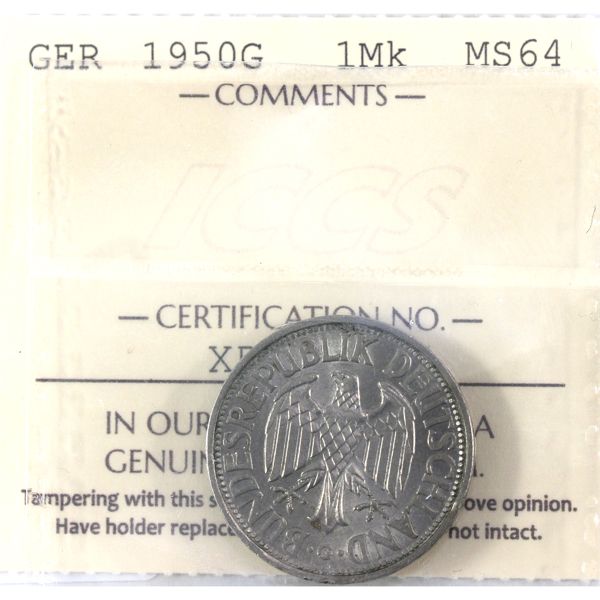 GER 1950G 1Mk MS64
— COMMENTS —
ICCS
— CERTIFICATION NO. —
IN OUR A
GENUIN
Tampering with this s ove opinion.
Have holder replac not intact.
BUNDESREPUBLIK DEUTSCHLAND
G